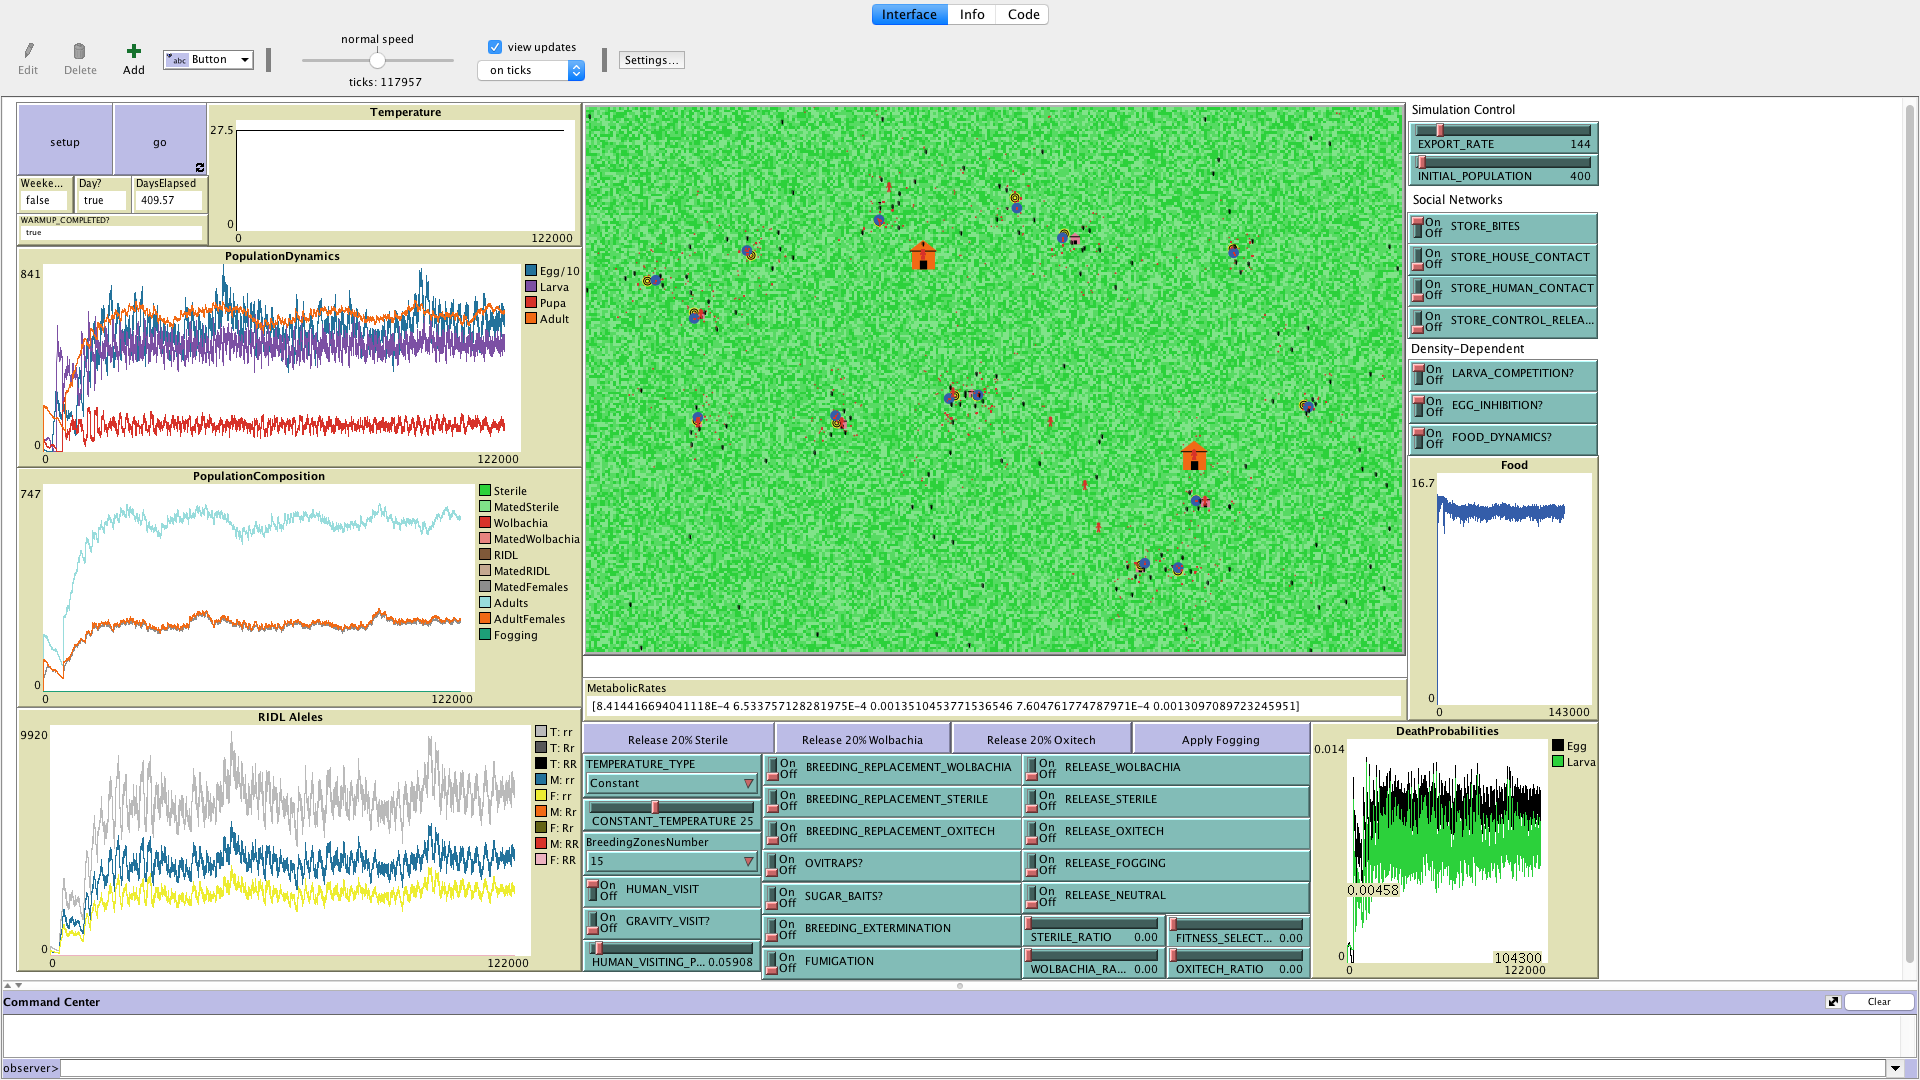 Interface Info Code
normal speed
view updates
Edit Delete Add abc Button on ticks Settings...
ticks: 117957
setup go
Temperature
27.5
0
0 122000
Weeke... Day? DaysElapsed
false true 409.57
WARMUP_COMPLETED?
true
PopulationDynamics
841
0
0 122000
Egg/10
Larva
Pupa
Adult
PopulationComposition
747
0
0 122000
Sterile
MatedSterile
Wolbachia
MatedWolbachia
RIDL
MatedRIDL
MatedFemales
Adults
AdultFemales
Fogging
RIDL Aleles
9920
0
0 122000
T: rr
T: Rr
T: RR
M: rr
F: rr
M: Rr
F: Rr
M: RR
F: RR
MetabolicRates
[8.414416694041118E-4 6.533757128281975E-4 0.0013510453771536546 7.604761774787971E-4 0.0013097089723245951]
Release 20% Sterile Release 20% Wolbachia Release 20% Oxitech Apply Fogging
TEMPERATURE_TYPE
Constant
CONSTANT_TEMPERATURE 25
BreedingZonesNumber
15
On Off HUMAN_VISIT
On Off GRAVITY_VISIT?
HUMAN_VISITING_P... 0.05908
On Off BREEDING_REPLACEMENT_WOLBACHIA
On Off BREEDING_REPLACEMENT_STERILE
On Off BREEDING_REPLACEMENT_OXITECH
On Off OVITRAPS?
On Off SUGAR_BAITS?
On Off BREEDING_EXTERMINATION
On Off FUMIGATION
On Off RELEASE_WOLBACHIA
On Off RELEASE_STERILE
On Off RELEASE_OXITECH
On Off RELEASE_FOGGING
On Off RELEASE_NEUTRAL
STERILE_RATIO 0.00
FITNESS_SELECT... 0.00
WOLBACHIA_RA... 0.00
OXITECH_RATIO 0.00
Simulation Control
EXPORT_RATE 144
INITIAL_POPULATION 400
Social Networks
On Off STORE_BITES
On Off STORE_HOUSE_CONTACT
On Off STORE_HUMAN_CONTACT
On Off STORE_CONTROL_RELEA...
Density-Dependent
On Off LARVA_COMPETITION?
On Off EGG_INHIBITION?
On Off FOOD_DYNAMICS?
Food
16.7
0
0 143000
DeathProbabilities
0.014
0
0 122000
0.00458
104300
Egg
Larva
Command Center
Clear
observer>